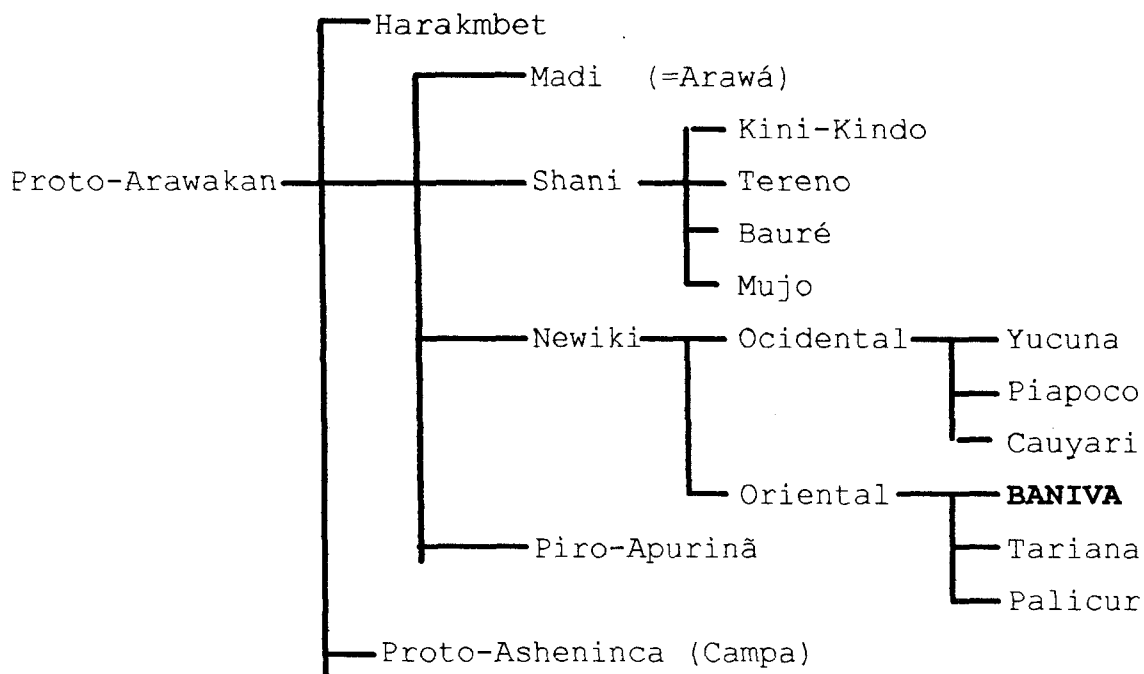 Harakmbet
Madi (=Arawá)
Kini-Kindo
Proto-Arawakan Shani Tereno
Bauré
Mujo
Newiki Ocidental Yucuna
Piapoco
Cauyari
Oriental BANIVA
Piro-Apurinã Tariana
Palicur
Proto-Asheninca (Campa)